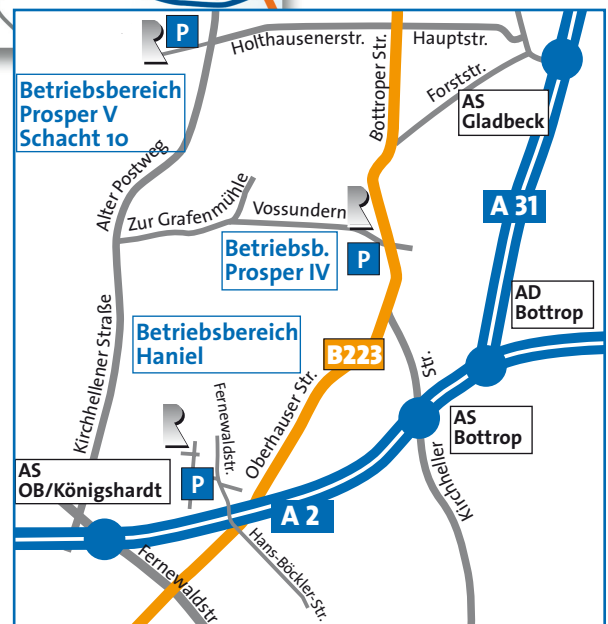 P
Holthausenerstr.
Hauptstr.
Bottroper Str.
Forststr.
Betriebsbereich
Prosper V
Schacht 10
AS
Gladbeck
Alter Postweg
Zur Grafenmühle
Vossundern
A 31
Betriebsb.
Prosper IV
P
AD
Bottrop
Betriebsbereich
Haniel
B223
Kirchhellener Straße
Fernewaldstr.
Oberhauser Str.
Str.
Kirchheller
AS
Bottrop
AS
OB/Königshardt
P
A 2
Fernewaldstr
Hans-Böckler-Str.